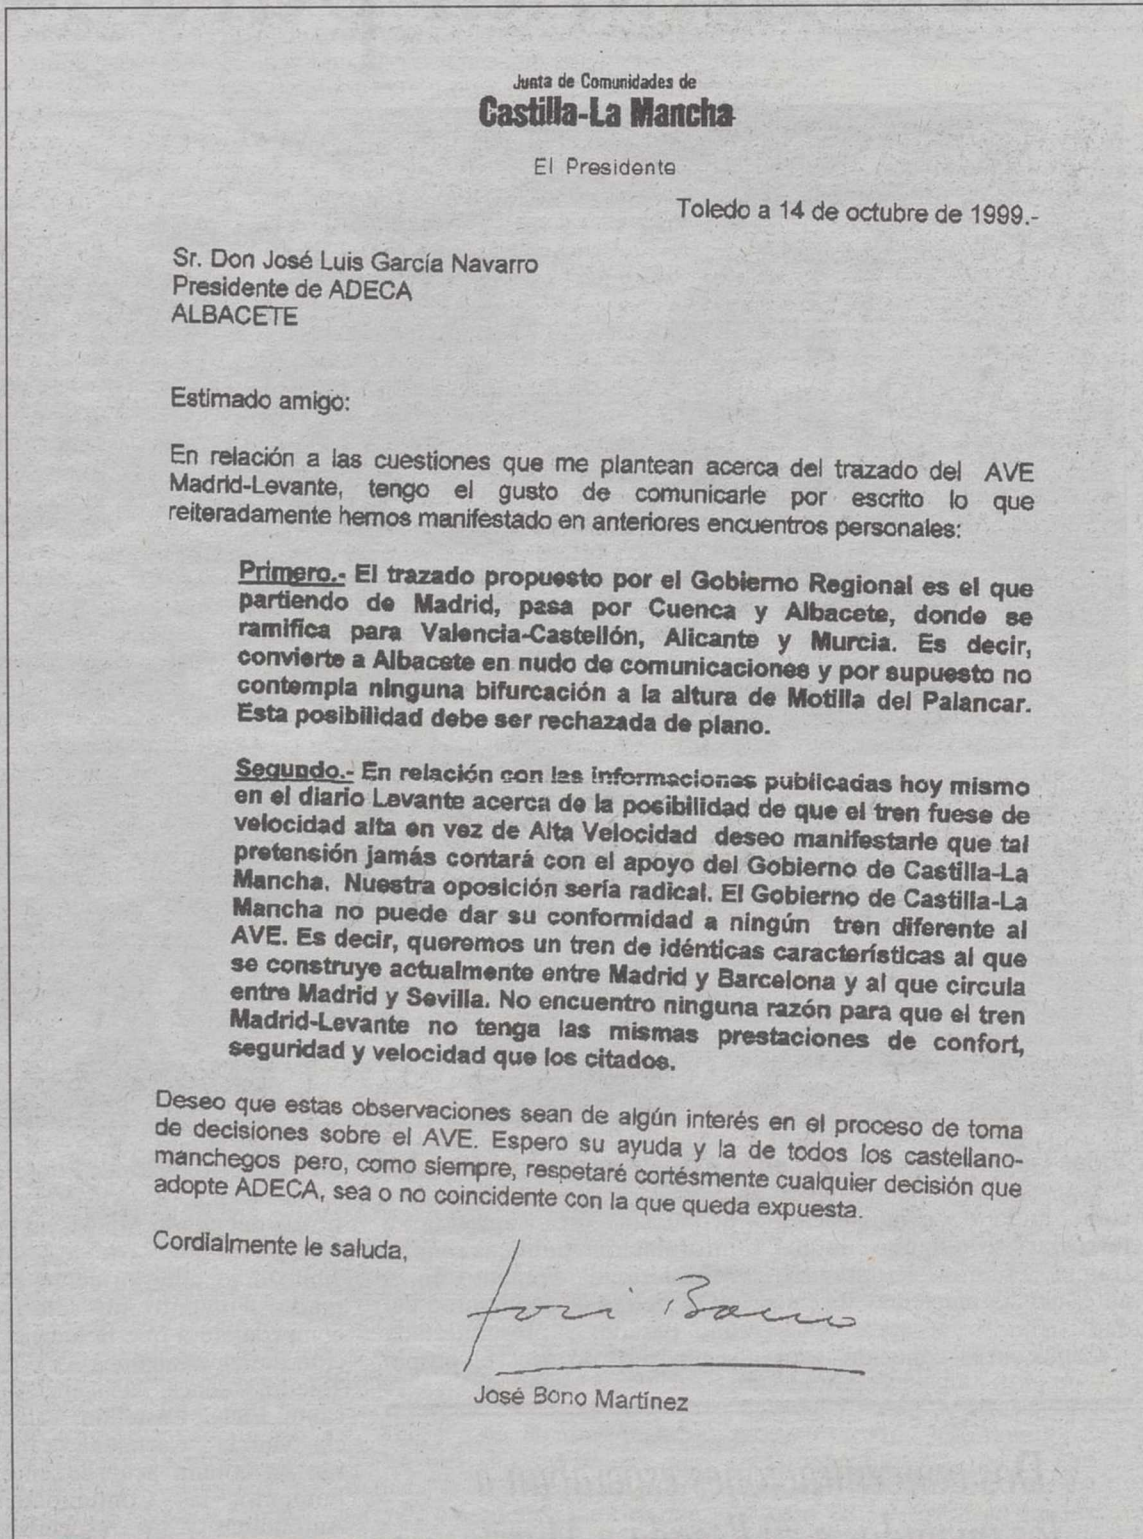 Junta de Comunidades de
Castilla-La Mancha
El Presidente
Toledo a 14 de octubre de 1999.-
Sr. Don José Luis García Navarro
Presidente de ADECA
ALBACETE
Estimado amigo:
En relación a las cuestiones que me plantean acerca del trazado del AVE
Madrid-Levante, tengo el gusto de comunicarle por escrito lo que
reiteradamente hemos manifestado en anteriores encuentros personales:
Primero.- El trazado propuesto por el Gobierno Regional es el que
partiendo de Madrid, pasa por Cuenca y Albacete, donde se
ramifica para Valencia-Castellón, Alicante y Murcia. Es decir,
convierte a Albacete en nudo de comunicaciones y por supuesto no
contempla ninguna bifurcación a la altura de Motilla del Palancar.
Esta posibilidad debe ser rechazada de plano.
Segundo.- En relación con las informaciones publicadas hoy mismo
en el diario Levante acerca de la posibilidad de que el tren fuese de
velocidad alta en vez de Alta Velocidad deseo manifestarle que tal
pretensión jamás contará con el apoyo del Gobierno de Castilla-La
Mancha. Nuestra oposición sería radical. El Gobierno de Castilla-La
Mancha no puede dar su conformidad a ningún tren diferente al
AVE. Es decir, queremos un tren de idénticas características al que
se construye actualmente entre Madrid y Barcelona y al que circula
entre Madrid y Sevilla. No encuentro ninguna razón para que el tren
Madrid-Levante no tenga las mismas prestaciones de confort,
seguridad y velocidad que los citados.
Deseo que estas observaciones sean de algún interés en el proceso de toma
de decisiones sobre el AVE. Espero su ayuda y la de todos los castellano-
manchegos pero, como siempre, respetaré cortésmente cualquier decisión que
adopte ADECA, sea o no coincidente con la que queda expuesta.
Cordialmente le saluda,
José Bono
José Bono Martínez